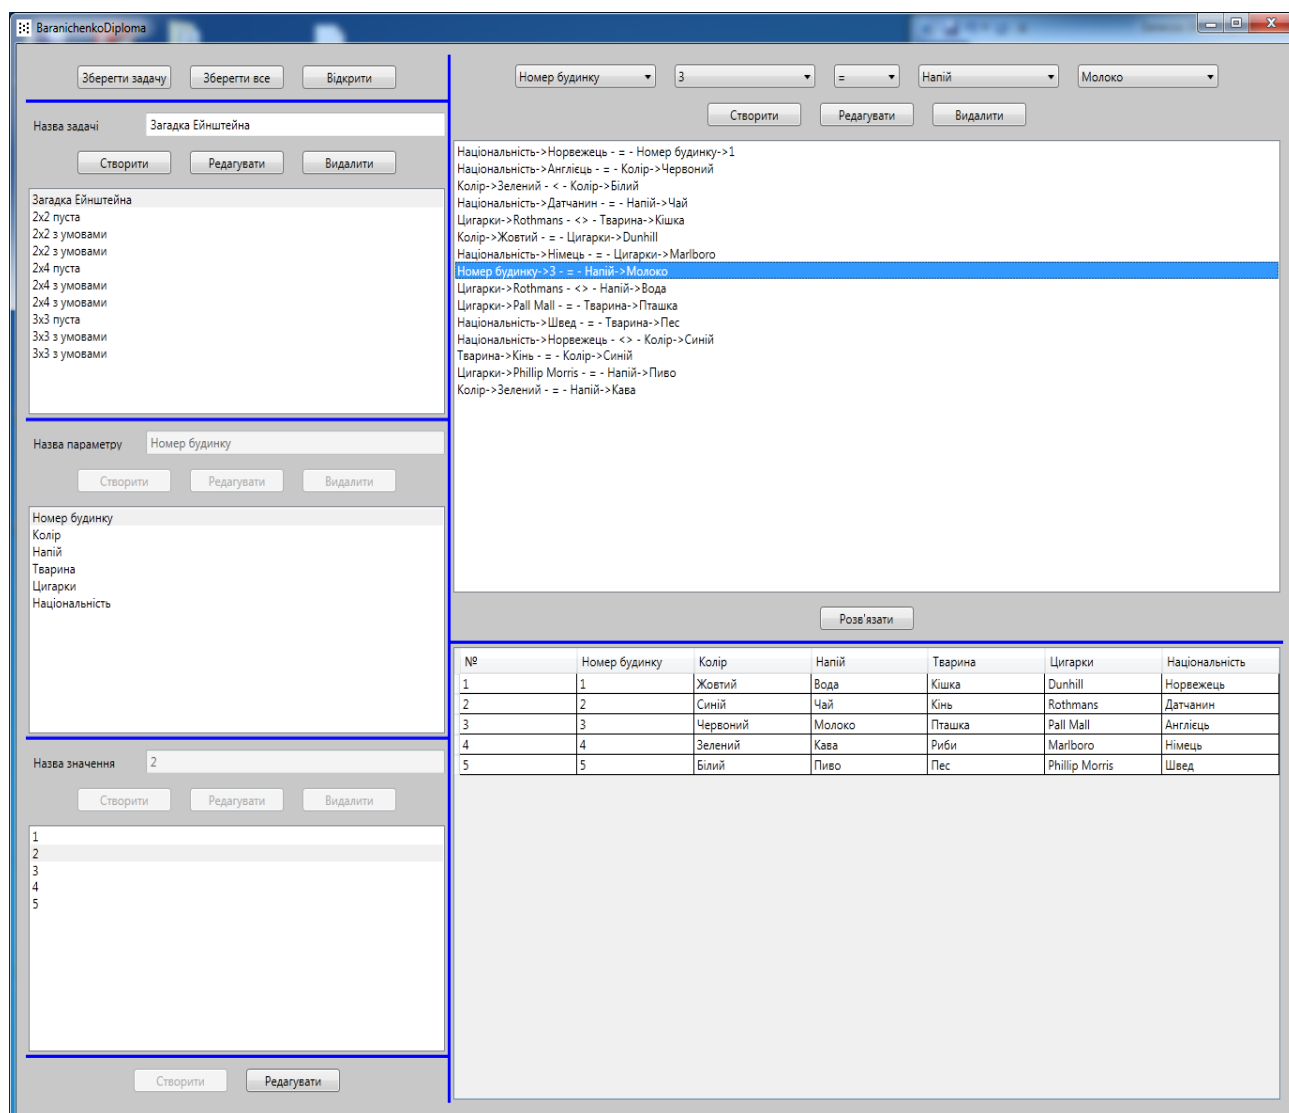 BaranichenkoDiploma
Зберегти задачу Зберегти все Відкрити
Назва задачі Загадка Ейнштейна
Створити Редагувати Видалити
Загадка Ейнштейна
2x2 пуста
2x2 з умовами
2x2 з умовами
2x4 пуста
2x4 з умовами
2x4 з умовами
3x3 пуста
3x3 з умовами
3x3 з умовами
Назва параметру Номер будинку
Створити Редагувати Видалити
Номер будинку
Колір
Напій
Тварина
Цигарки
Національність
Назва значення 2
Створити Редагувати Видалити
1
2
3
4
5
Створити Редагувати
Номер будинку 3 = Напій Молоко
Створити Редагувати Видалити
Національність->Норвежець - = - Номер будинку->1
Національність->Англієць - = - Колір->Червоний
Колір->Зелений - < - Колір->Білий
Національність->Датчанин - = - Напій->Чай
Цигарки->Rothmans - <> - Тварина->Кішка
Колір->Жовтий - = - Цигарки->Dunhill
Національність->Німець - = - Цигарки->Marlboro
Номер будинку->3 - = - Напій->Молоко
Цигарки->Rothmans - <> - Напій->Вода
Цигарки->Pall Mall - = - Тварина->Пташка
Національність->Швед - = - Тварина->Пес
Національність->Норвежець - <> - Колір->Синій
Тварина->Кінь - = - Колір->Синій
Цигарки->Phillip Morris - = - Напій->Пиво
Колір->Зелений - = - Напій->Кава
Розв'язати
№ Номер будинку Колір Напій Тварина Цигарки Національність
1 1 Жовтий Вода Кішка Dunhill Норвежець
2 2 Синій Чай Кінь Rothmans Датчанин
3 3 Червоний Молоко Пташка Pall Mall Англієць
4 4 Зелений Кава Риби Marlboro Німець
5 5 Білий Пиво Пес Phillip Morris Швед